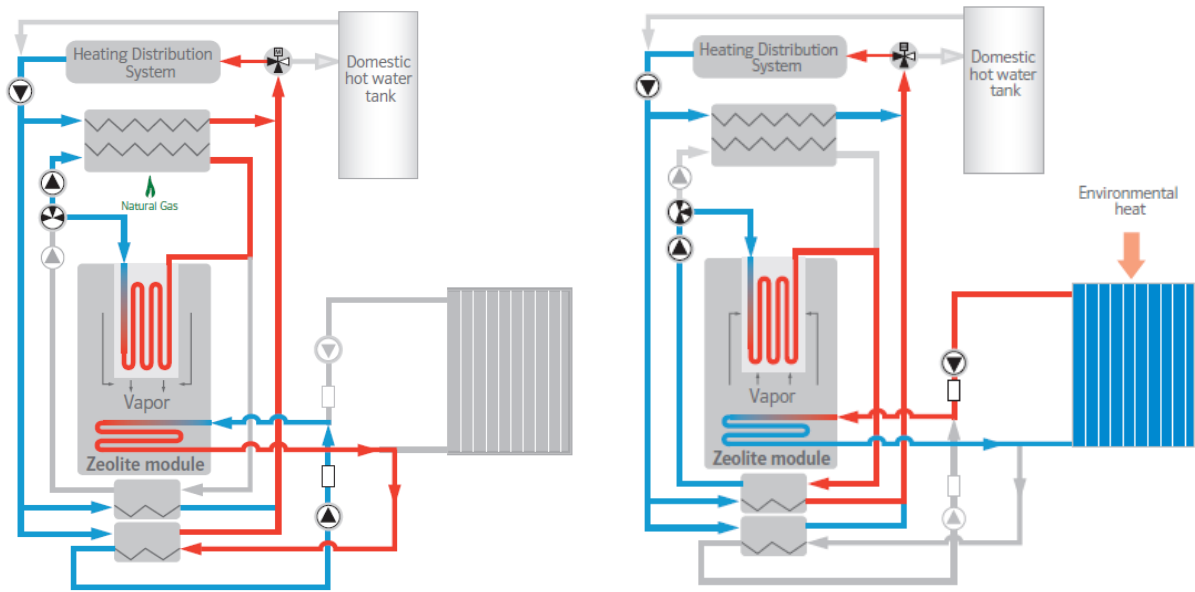 Heating Distribution
System
M
Domestic
hot water
tank
Natural Gas
Vapor
Zeolite module
Heating Distribution
System
M
Domestic
hot water
tank
Environmental
heat
Vapor
Zeolite module